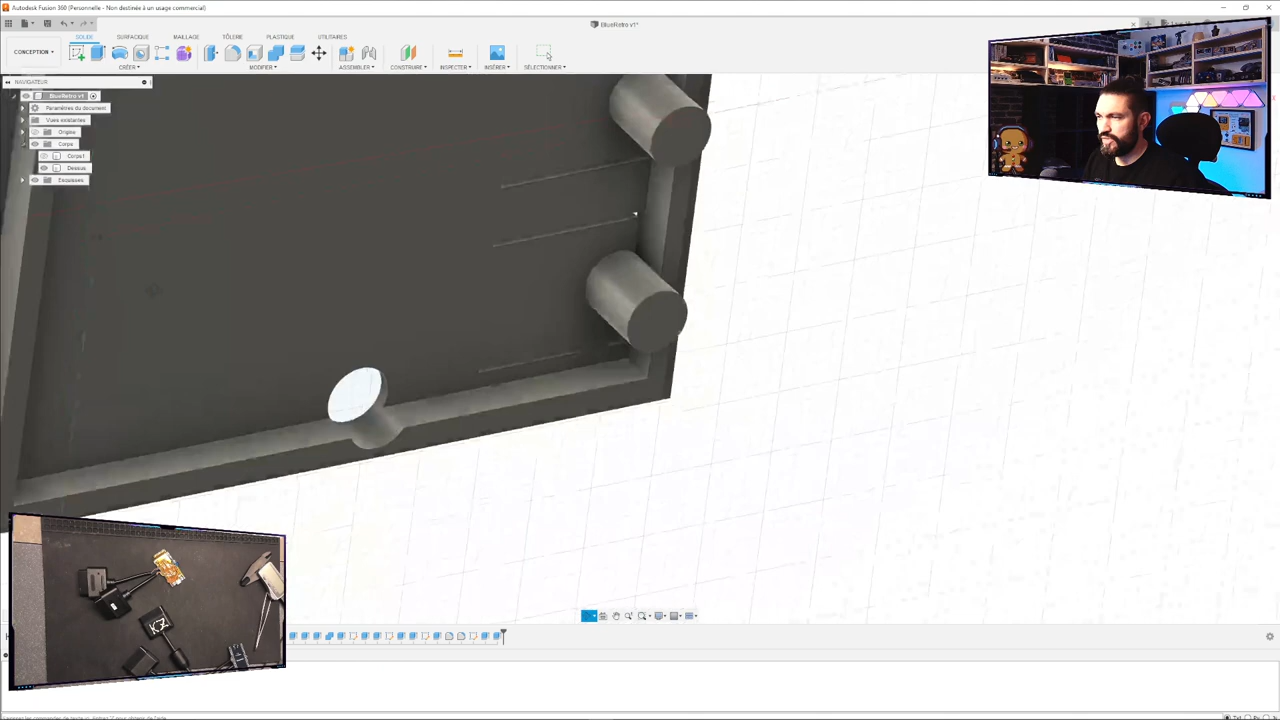 Autodesk Fusion 360 (Personnelle - Non destinée à un usage commercial)
BlueRetro v1*
SOLIDE SURFACIQUE MAILLAGE TÔLERIE PLASTIQUE UTILITAIRES
CONCEPTION
CRÉER MODIFIER ASSEMBLER CONSTRUIRE INSPECTER INSÉRER SÉLECTIONNER
NAVIGATEUR
BlueRetro v1
Paramètres du document
Vues existantes
Origine
Corps
Corps1
Dessus
Esquisses